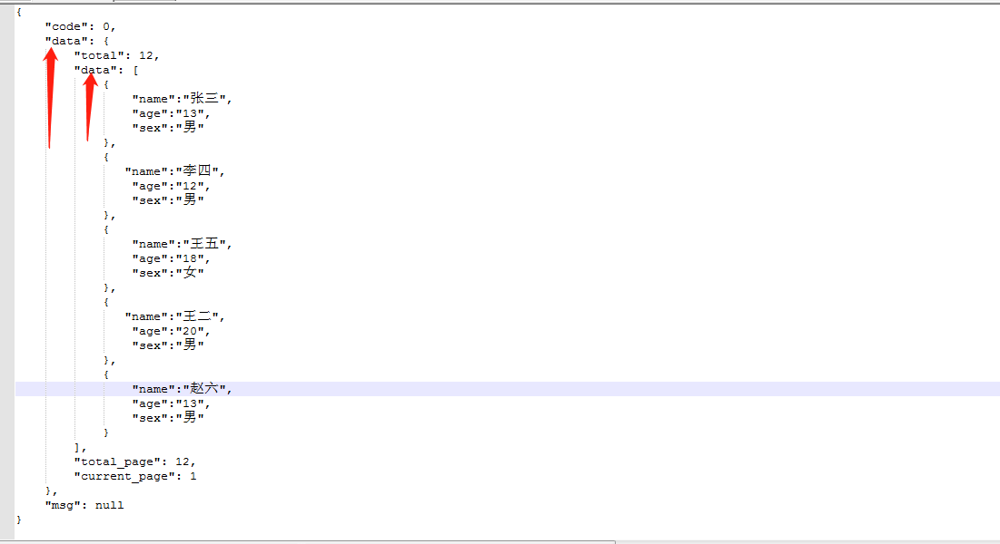 {
    "code": 0,
    "data": {
        "total": 12,
        "data": [
            {
                "name":"张三",
                "age":"13",
                "sex":"男"
            },
            {
               "name":"李四",
                "age":"12",
                "sex":"男"
            },
            {
                "name":"王五",
                "age":"18",
                "sex":"女"
            },
            {
               "name":"王二",
                "age":"20",
                "sex":"男"
            },
            {
                "name":"赵六",
                "age":"13",
                "sex":"男"
            }
        ],
        "total_page": 12,
        "current_page": 1
    },
    "msg": null
}